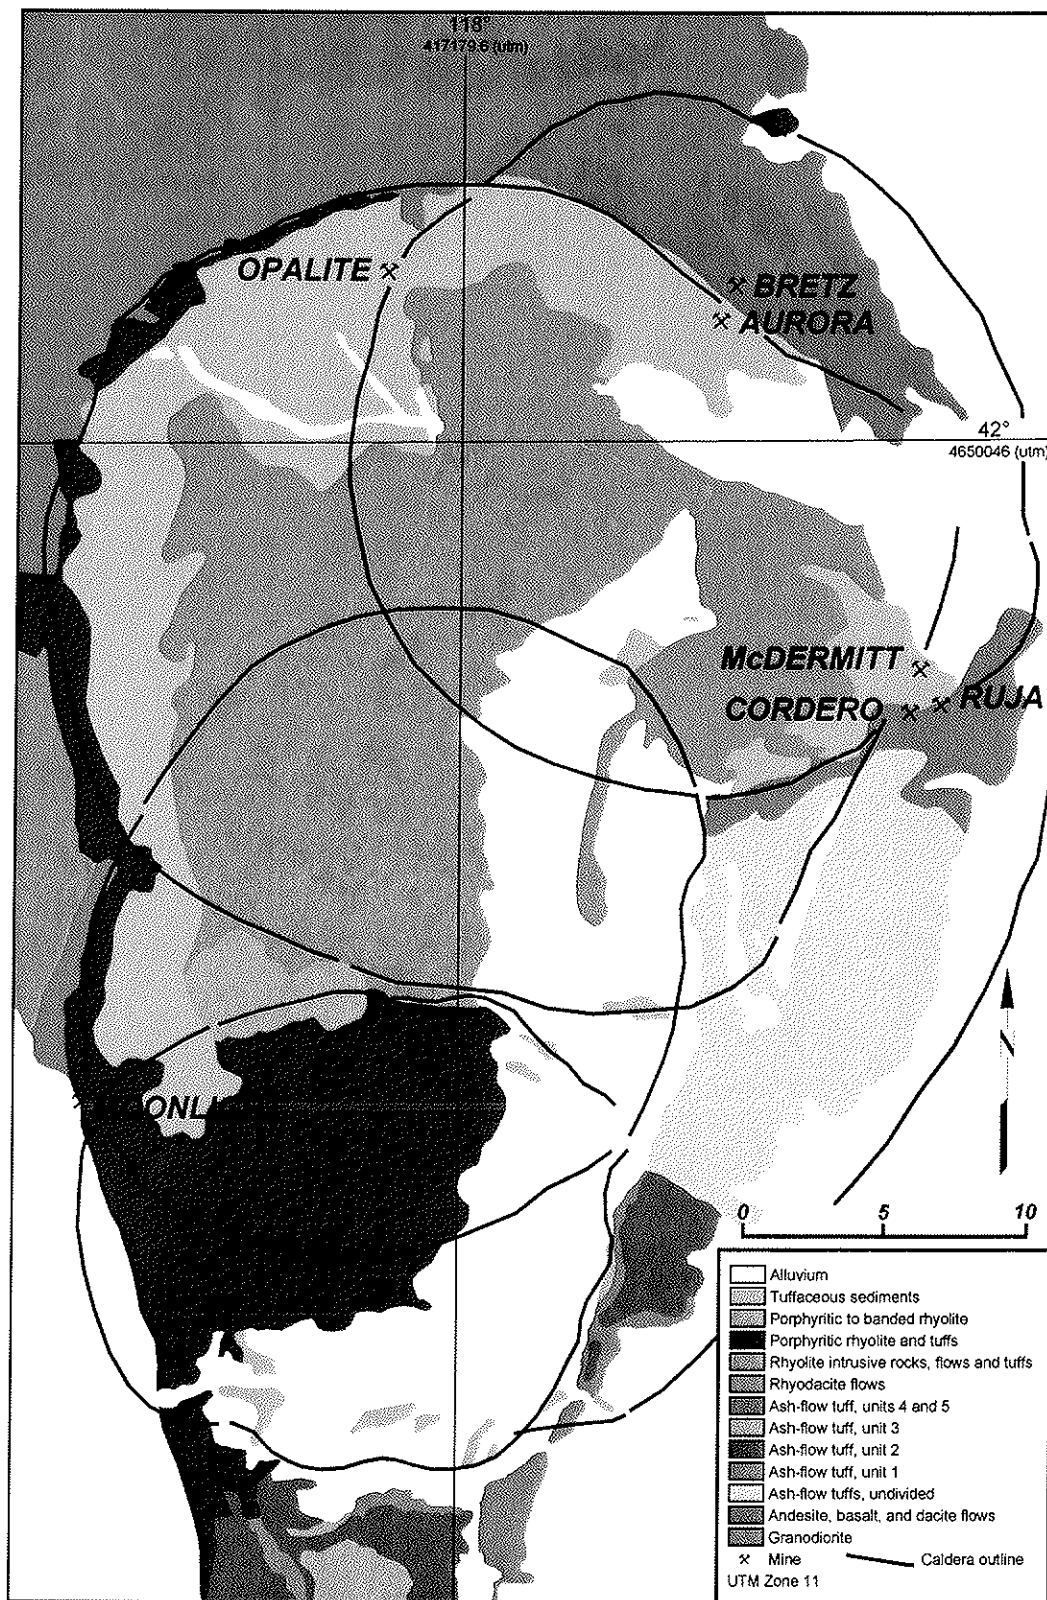 118°
417179.6 (utm)
OPALITE
BRETZ
AURORA
42°
4650046 (utm)
McDERMITT
CORDERO
RUJA
0 5 10
Alluvium
Tuffaceous sediments
Porphyritic to banded rhyolite
Porphyritic rhyolite and tuffs
Rhyolite intrusive rocks, flows and tuffs
Rhyodacite flows
Ash-flow tuff, units 4 and 5
Ash-flow tuff, unit 3
Ash-flow tuff, unit 2
Ash-flow tuff, unit 1
Ash-flow tuffs, undivided
Andesite, basalt, and dacite flows
Granodiorite
Mine Caldera outline
UTM Zone 11